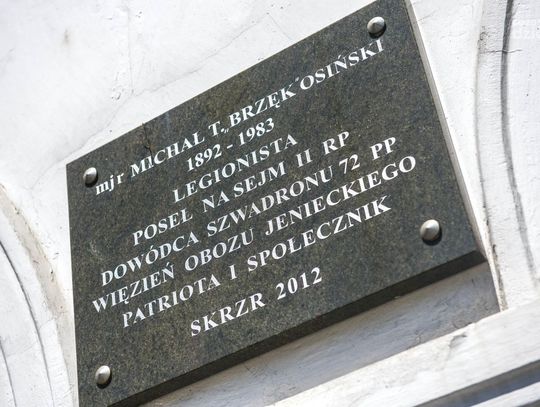 mjr MICHAŁ T. „BRZĘK" OSIŃSKI
1892 - 1983
LEGIONISTA
POSEŁ NA SEJM II RP
DOWÓDCA SZWADRONU 72 PP
WIĘZIEŃ OBOZU JENIECKIEGO
PATRIOTA I SPOŁECZNIK
SKRZR 2012